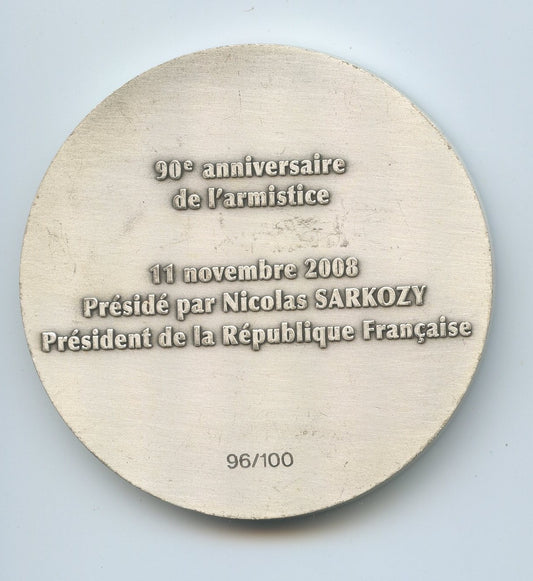 90e anniversaire
de l'armistice
11 novembre 2008
Présidé par Nicolas SARKOZY
Président de la République Française
96/100